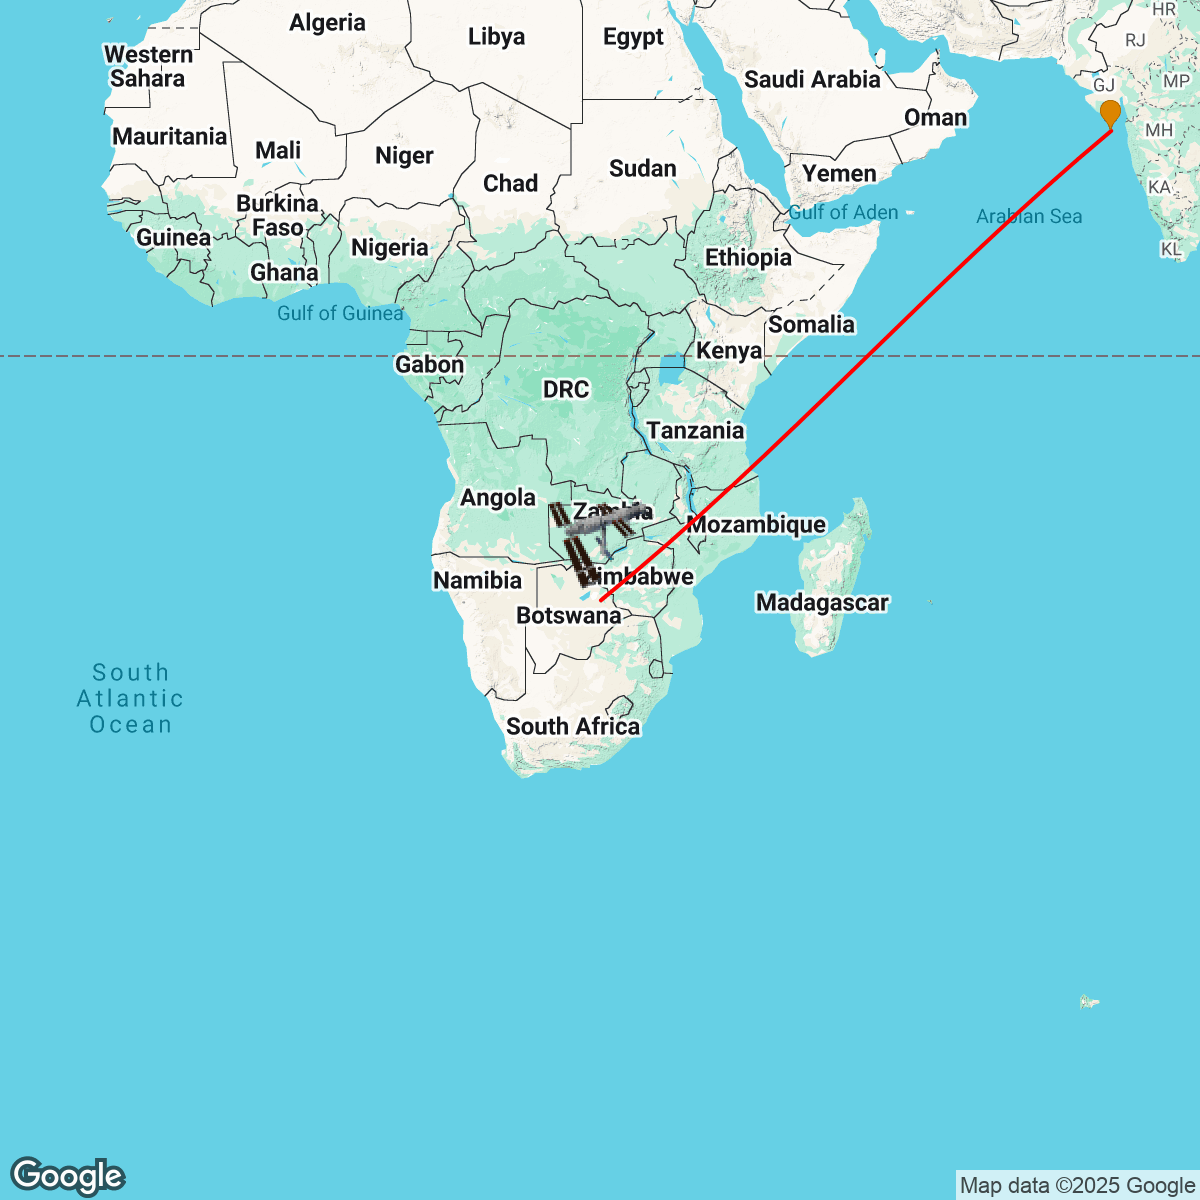 Algeria
Libya
Egypt
HR
RJ
Western
Sahara
Saudi Arabia
GJ
MP
Oman
Mauritania
Mali
Niger
Chad
Sudan
Yemen
MH
KA
Burkina
Faso
Guinea
Nigeria
Ghana
Gulf of Guinea
Ethiopia
Gulf of Aden
Arabian Sea
KL
Somalia
Kenya
Gabon
DRC
Tanzania
Angola
Zambia
Mozambique
Namibia
Zimbabwe
Botswana
Madagascar
South
Atlantic
Ocean
South Africa
Google
Map data ©2025 Google